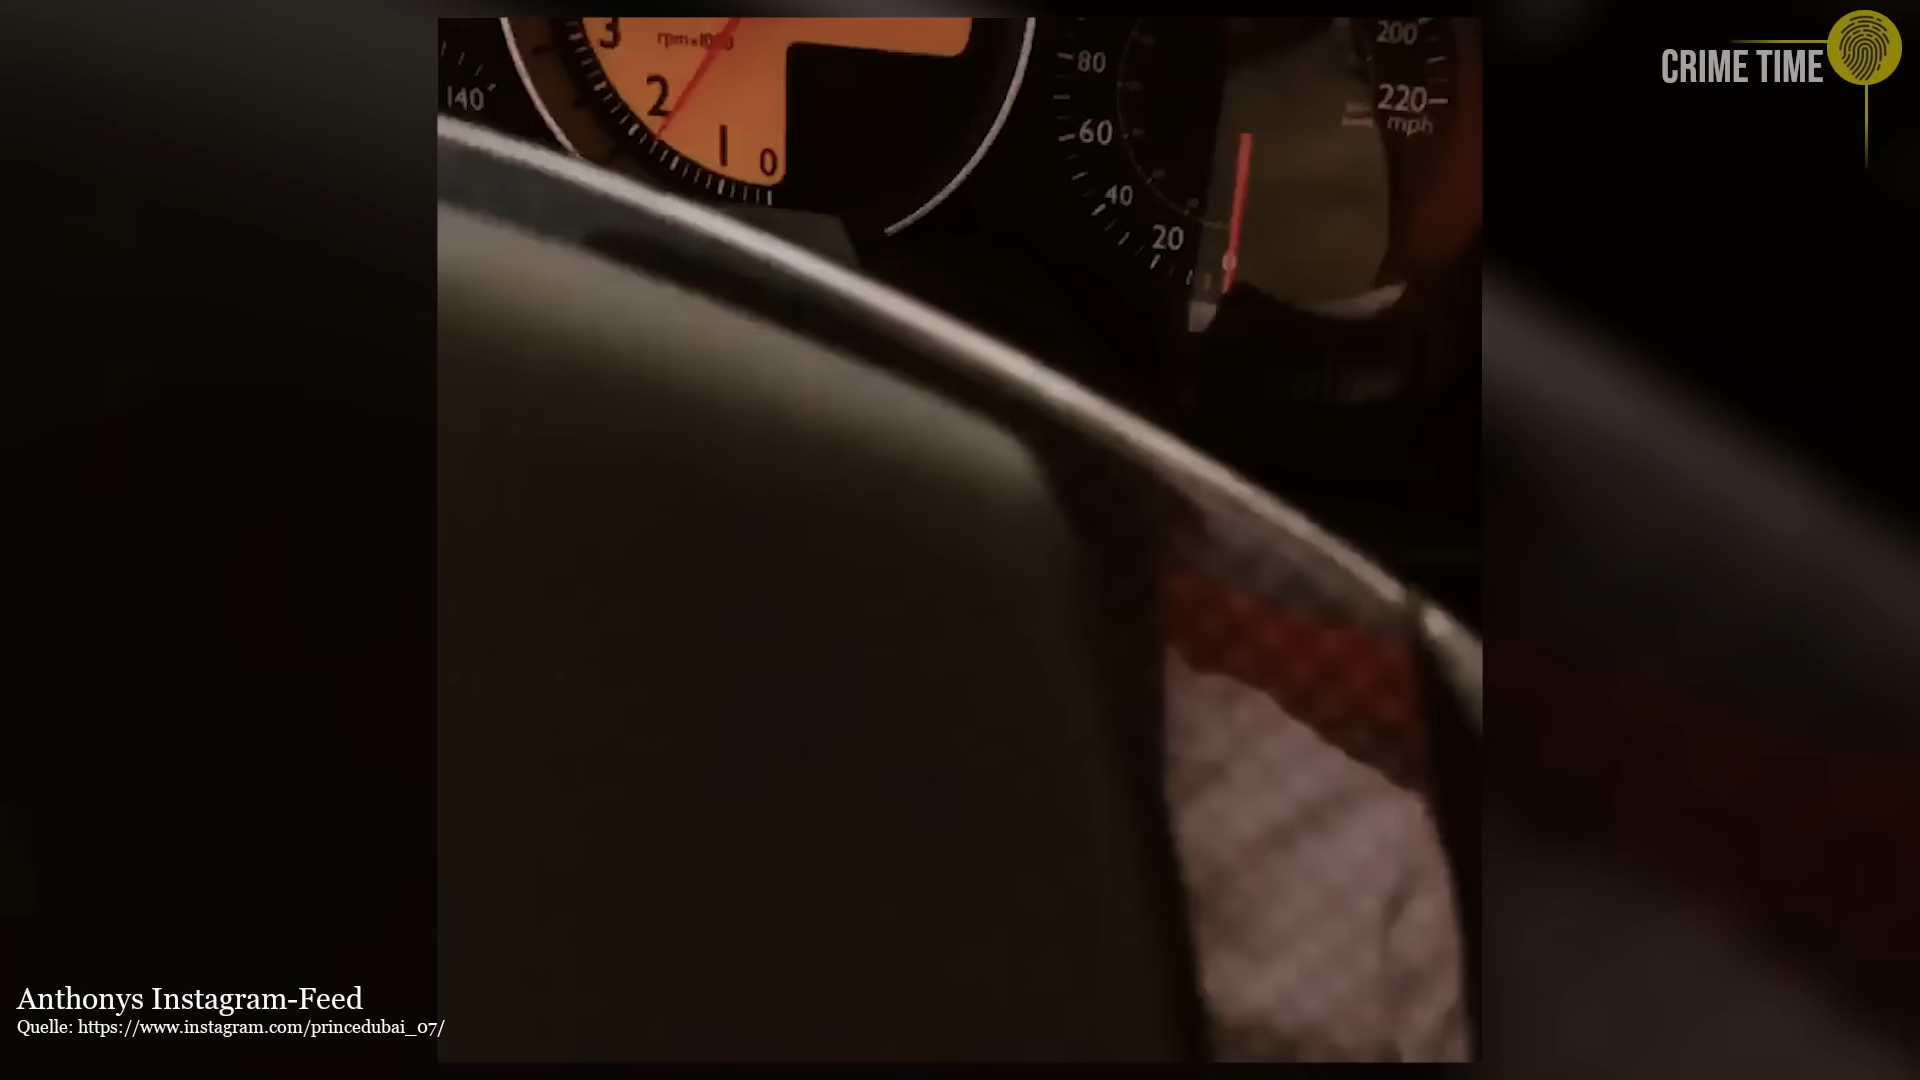 CRIME TIME
3
rpm x1000
2
1
0
140
80
60
40
20
0
200
220
mph
Anthonys Instagram-Feed
Quelle: https://www.instagram.com/princedubai_07/